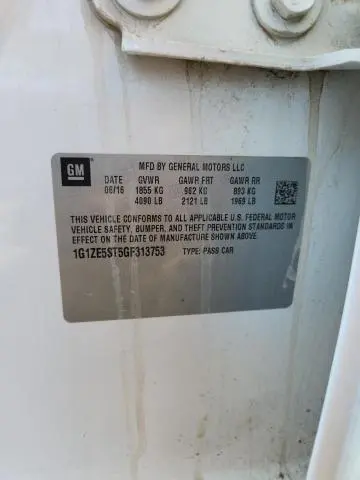 GM
MFD BY GENERAL MOTORS LLC
DATE GVWR GAWR FRT GAWR RR
06/16 1855 KG 962 KG 893 KG
4090 LB 2121 LB 1969 LB
THIS VEHICLE CONFORMS TO ALL APPLICABLE U.S. FEDERAL MOTOR
VEHICLE SAFETY, BUMPER, AND THEFT PREVENTION STANDARDS IN
EFFECT ON THE DATE OF MANUFACTURE SHOWN ABOVE.
1G1ZE5ST5GF313753 TYPE: PASS CAR